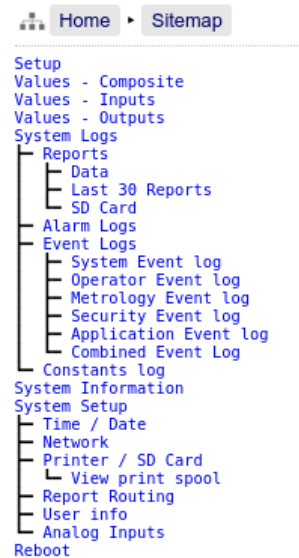 Home ▸ Sitemap
Setup
Values - Composite
Values - Inputs
Values - Outputs
System Logs
Reports
Data
Last 30 Reports
SD Card
Alarm Logs
Event Logs
System Event log
Operator Event log
Metrology Event log
Security Event log
Application Event log
Combined Event Log
Constants log
System Information
System Setup
Time / Date
Network
Printer / SD Card
View print spool
Report Routing
User info
Analog Inputs
Reboot